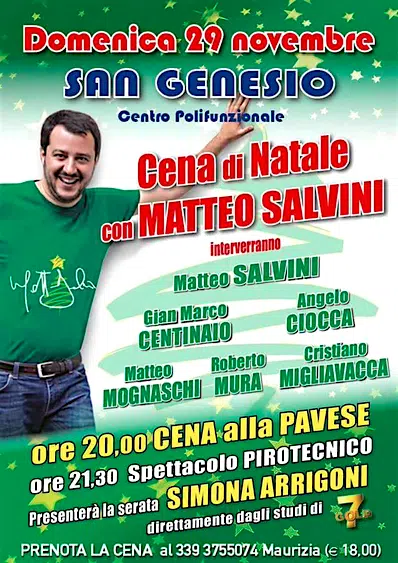 Domenica 29 novembre
SAN GENESIO
Centro Polifunzionale
Cena di Natale
con MATTEO SALVINI
interverranno
Matteo SALVINI
Gian Marco
CENTINAIO
Angelo
CIOCCA
Matteo
MOGNASCHI
Roberto
MURA
Cristiano
MIGLIAVACCA
ore 20,00 CENA alla PAVESE
ore 21,30 Spettacolo PIROTECNICO
Presenterà la serata SIMONA ARRIGONI
direttamente dagli studi di 7 GOLD
PRENOTA LA CENA al 339 3755074 Maurizia (€ 18,00)